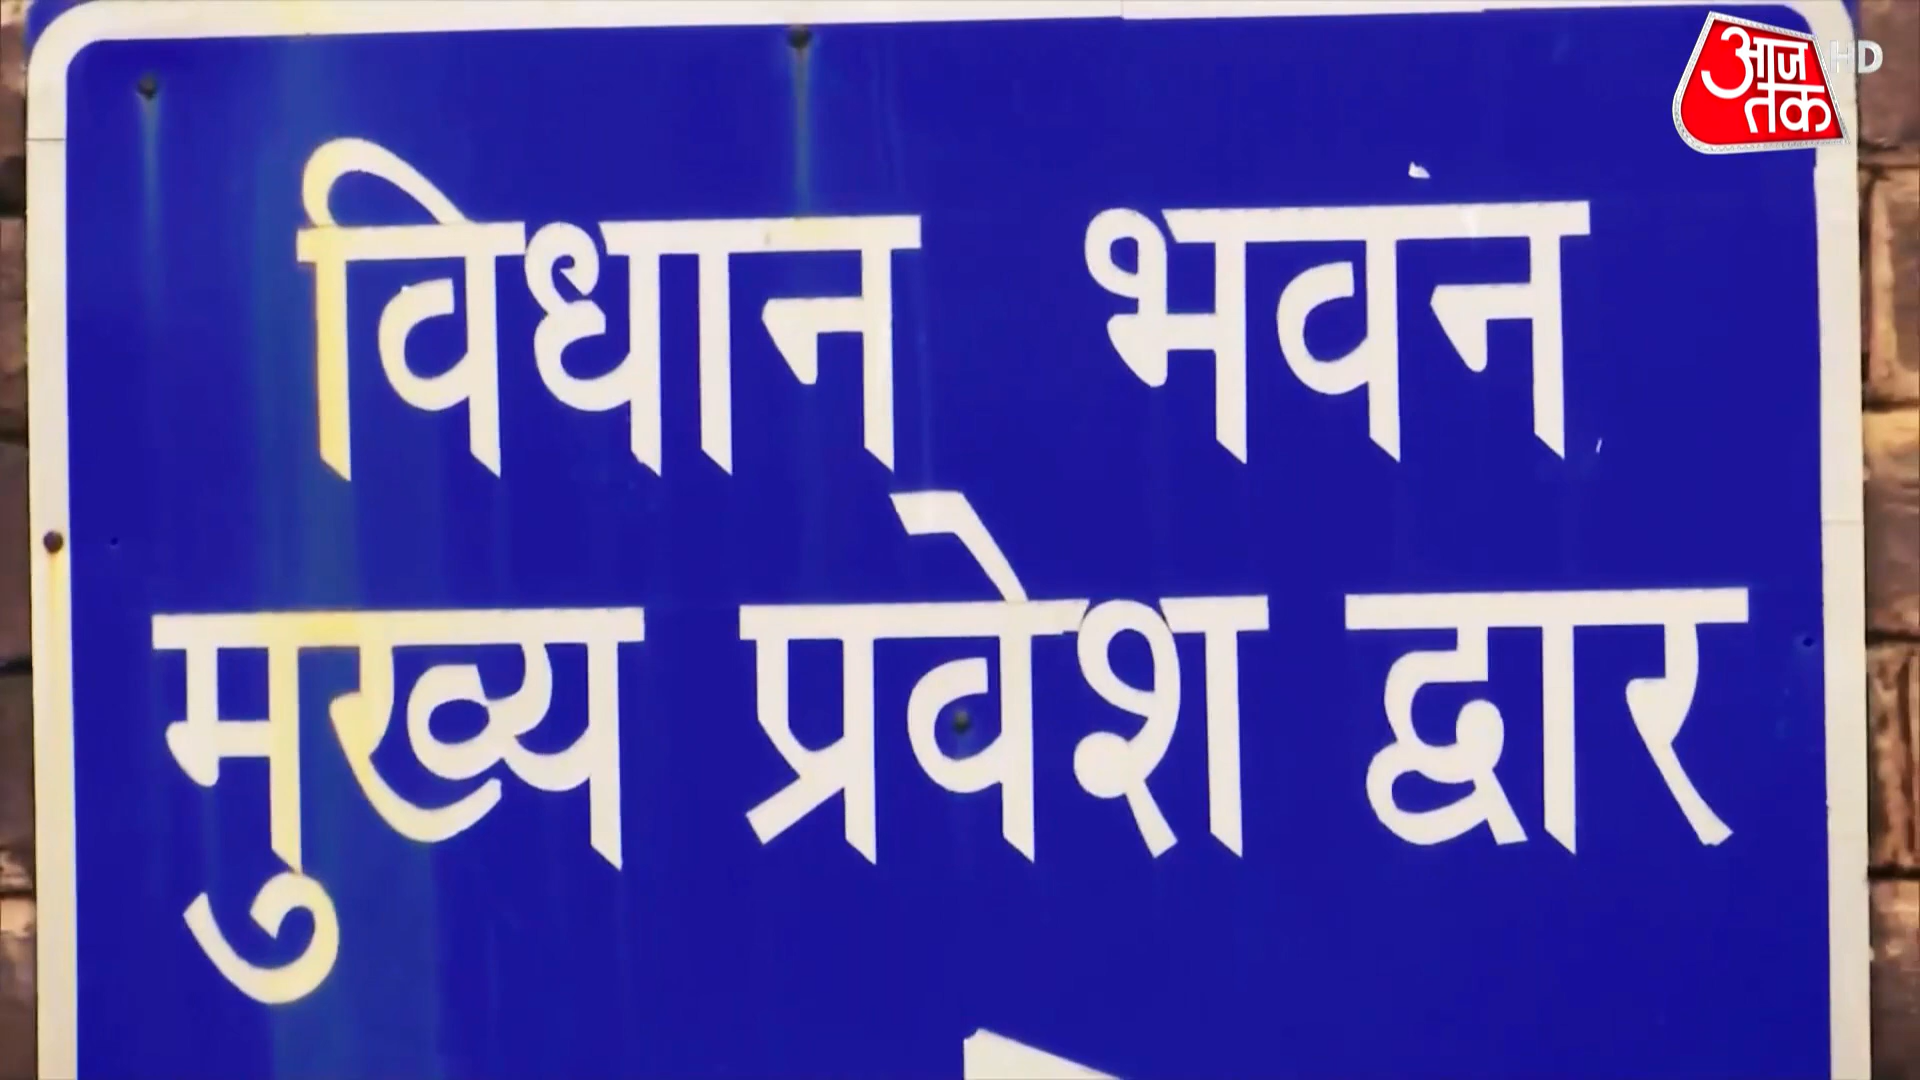 आज तक HD
विधान भवन
मुख्य प्रवेश द्वार